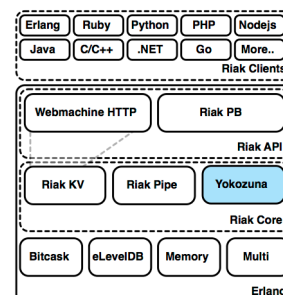 Erlang Ruby Python PHP Nodejs
Java C/C++ .NET Go More..
Riak Clients
Webmachine HTTP Riak PB
Riak API
Riak KV Riak Pipe Yokozuna
Riak Core
Bitcask eLevelDB Memory Multi
Erlang